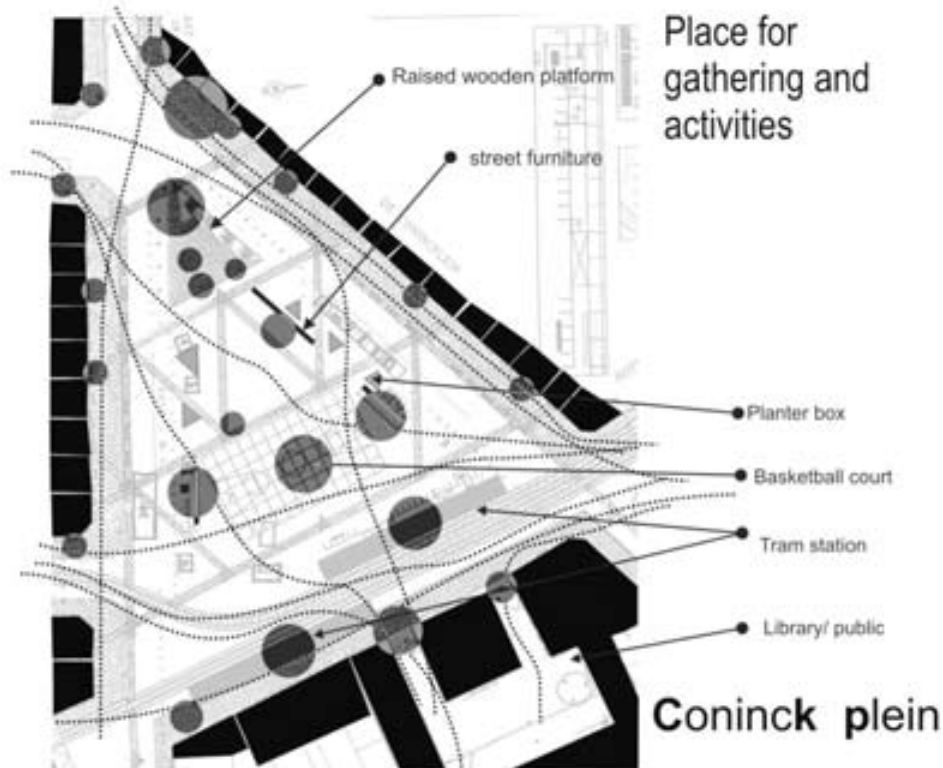 Place for
gathering and
activities
Raised wooden platform
street furniture
Planter box
Basketball court
Tram station
Library/ public
Coninck plein